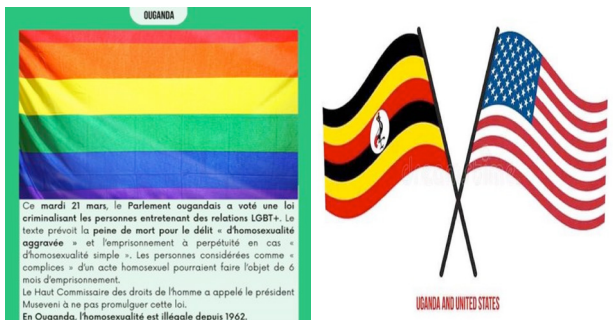 OUGANDA
Ce mardi 21 mars, le Parlement ougandais a voté une loi
criminalisant les personnes entretenant des relations LGBT+. Le
texte prévoit la peine de mort pour le délit « d'homosexualité
aggravée » et l'emprisonnement à perpétuité en cas «
d'homosexualité simple ». Les personnes considérées comme «
complices » d'un acte homosexuel pourraient faire l'objet de 6
mois d'emprisonnement.
Le Haut Commissaire des droits de l'homme a appelé le président
Museveni à ne pas promulguer cette loi.
En Ouganda, l'homosexualité est illégale depuis 1962.
UGANDA AND UNITED STATES